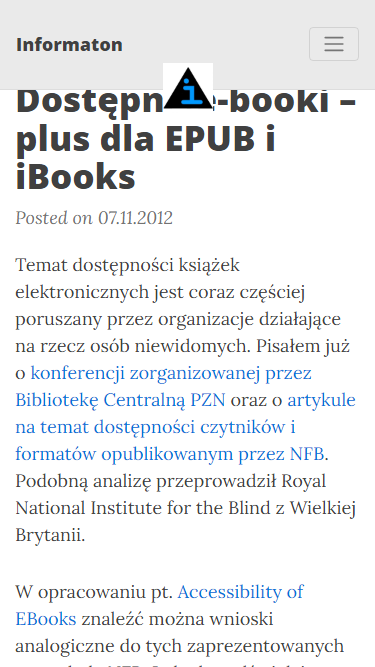 Informaton
Dostępne e-booki –
plus dla EPUB i
iBooks
Posted on 07.11.2012
Temat dostępności książek
elektronicznych jest coraz częściej
poruszany przez organizacje działające
na rzecz osób niewidomych. Pisałem już
o konferencji zorganizowanej przez
Bibliotekę Centralną PZN oraz o artykule
na temat dostępności czytników i
formatów opublikowanym przez NFB.
Podobną analizę przeprowadził Royal
National Institute for the Blind z Wielkiej
Brytanii.
W opracowaniu pt. Accessibility of
EBooks znaleźć można wnioski
analogiczne do tych zaprezentowanych